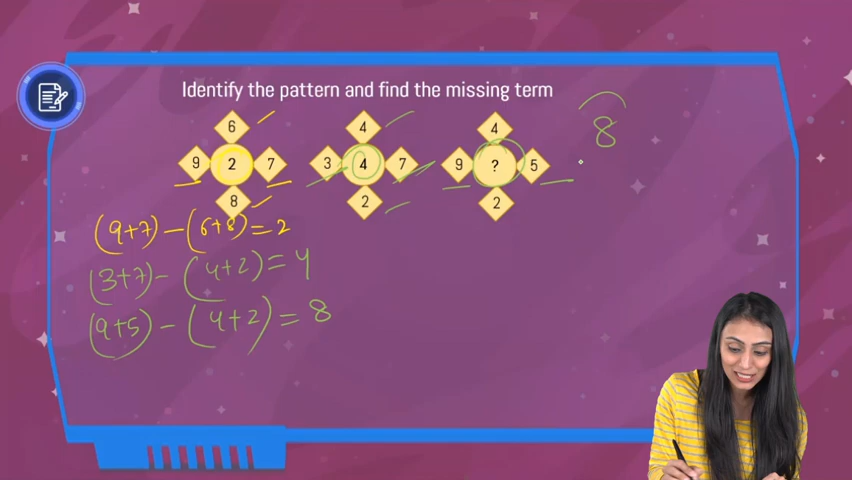 Identify the pattern and find the missing term
8
6 4 4
9 2 7 3 4 7 9 ? 5
8 2 2
(9+7)-(6+8)=2
(3+7)-(4+2)=4
(9+5)-(4+2)=8